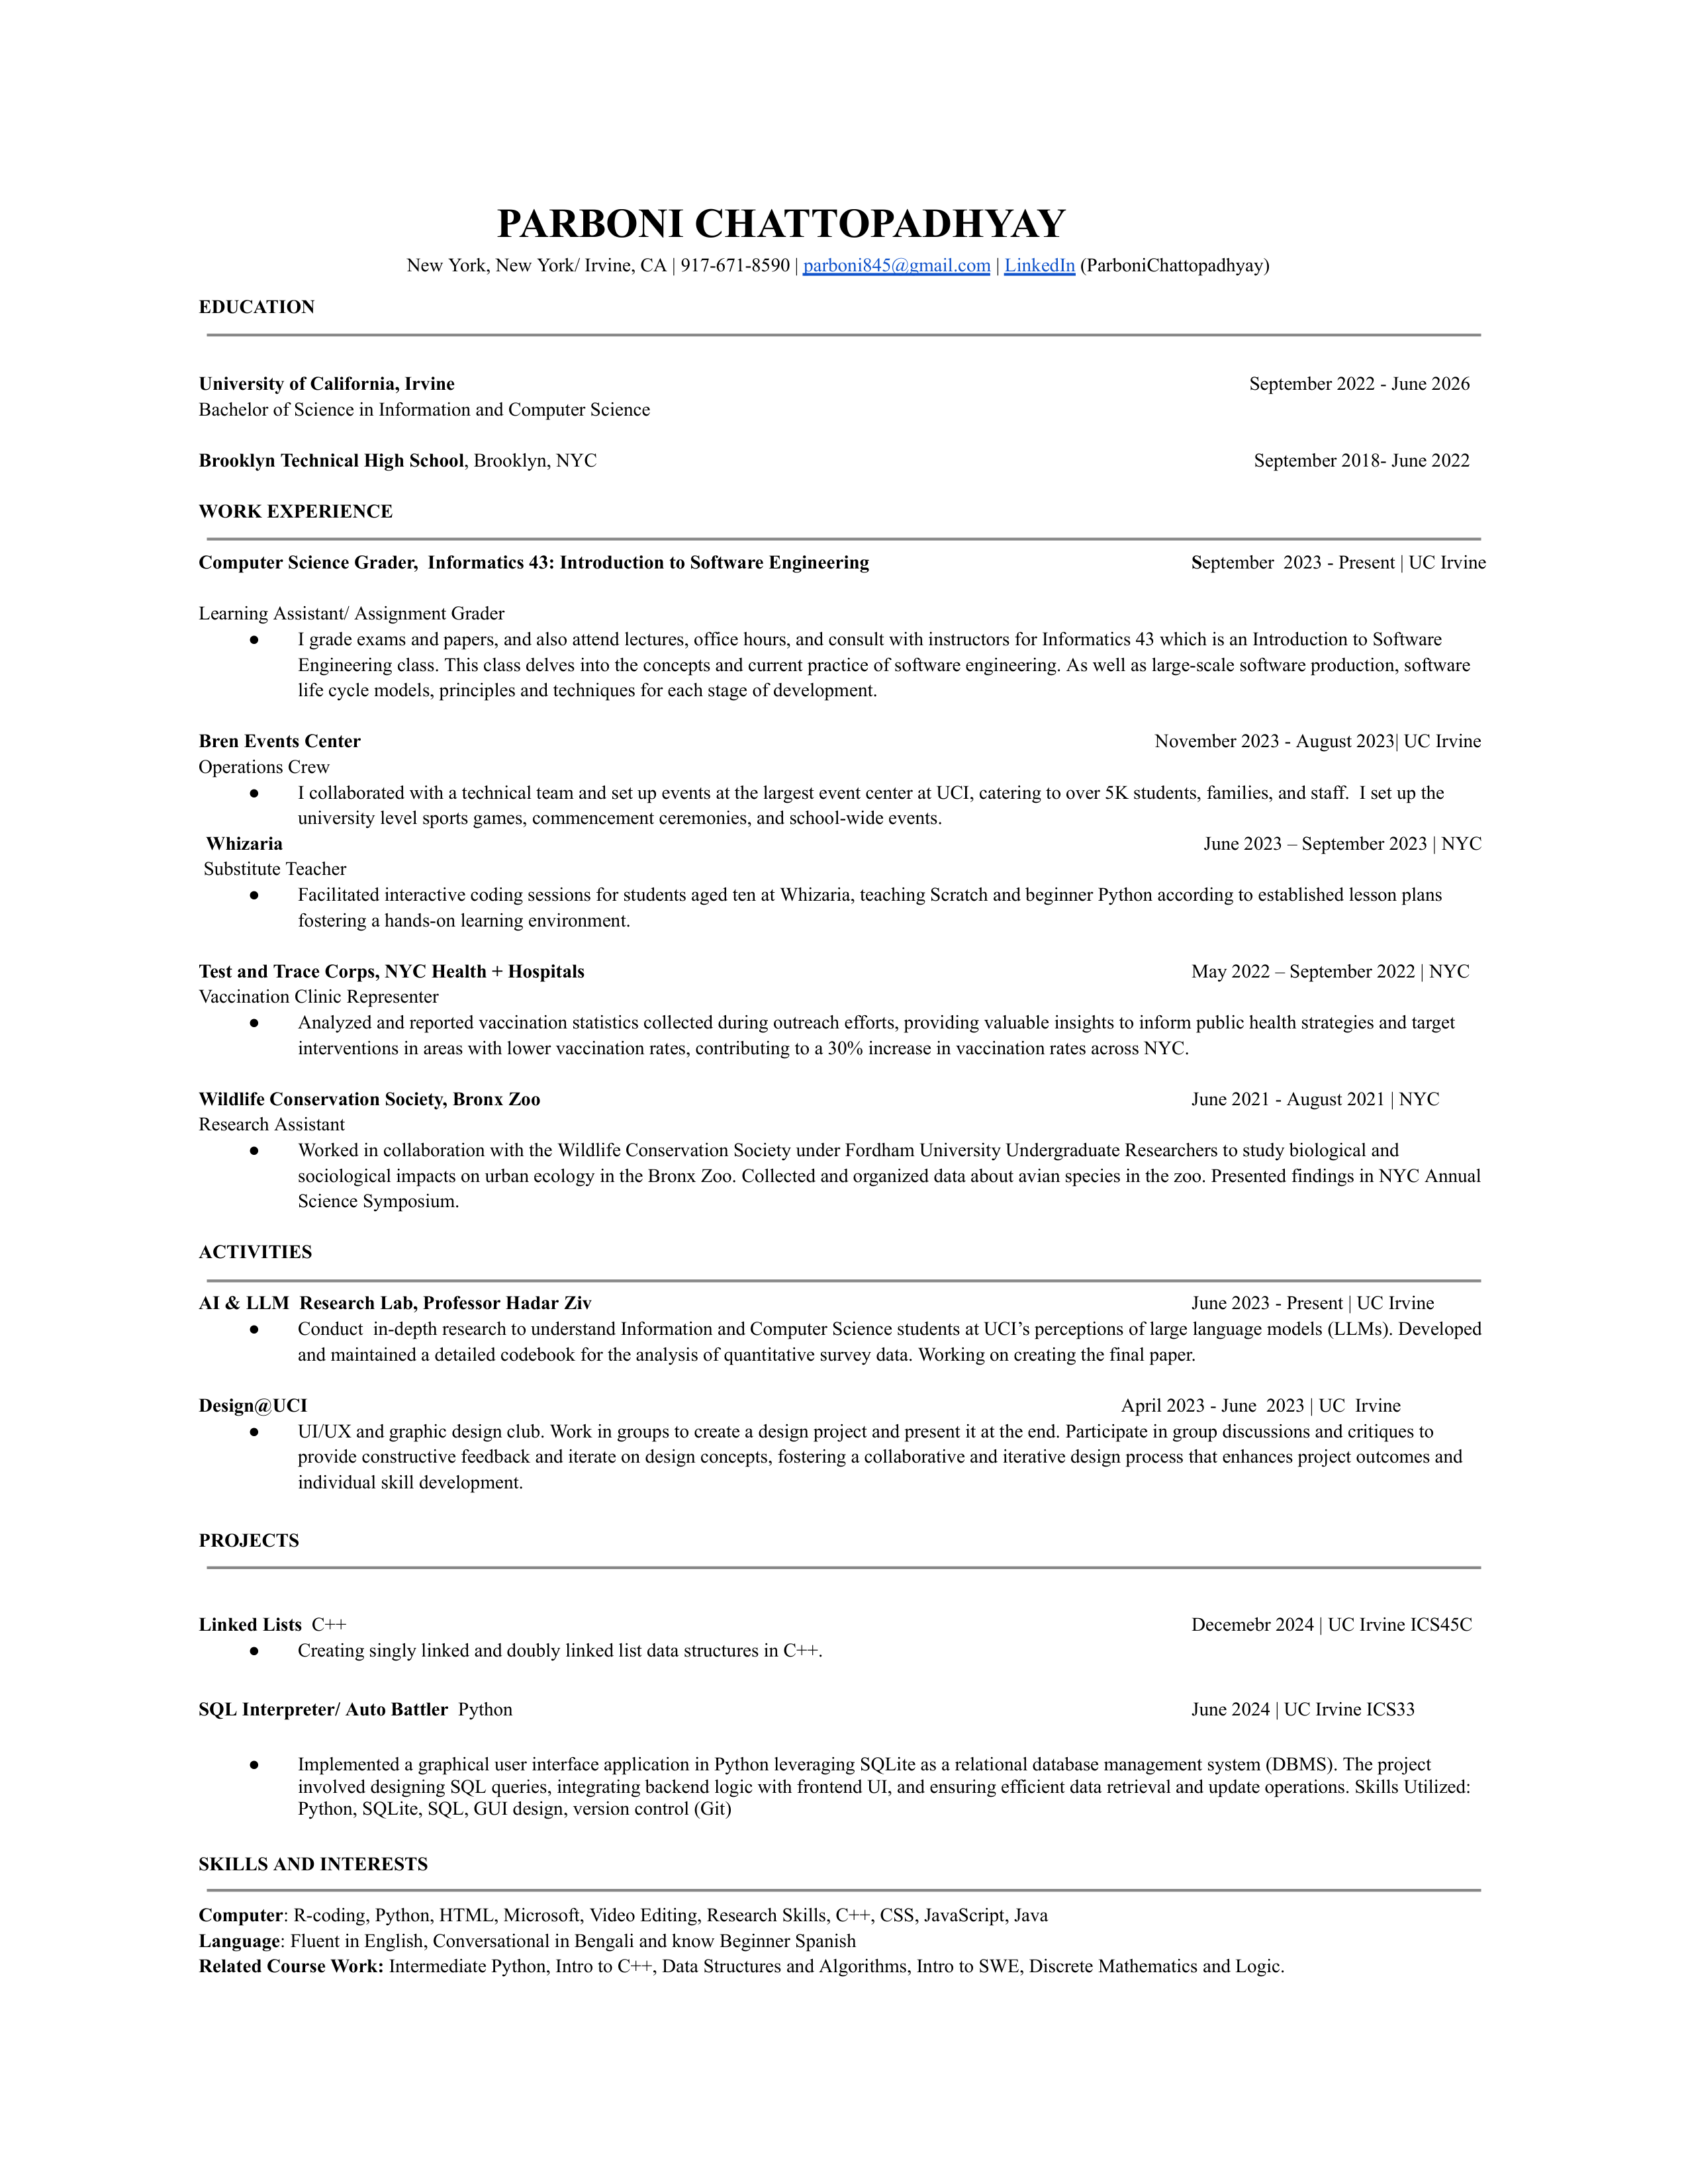 PARBONI CHATTOPADHYAY
New York, New York/ Irvine, CA | 917-671-8590 | parboni845@gmail.com | LinkedIn (ParboniChattopadhyay)
EDUCATION
University of California, Irvine September 2022 - June 2026
Bachelor of Science in Information and Computer Science
Brooklyn Technical High School, Brooklyn, NYC September 2018- June 2022
WORK EXPERIENCE
Computer Science Grader,  Informatics 43: Introduction to Software Engineering September  2023 - Present | UC Irvine
Learning Assistant/ Assignment Grader
● I grade exams and papers, and also attend lectures, office hours, and consult with instructors for Informatics 43 which is an Introduction to Software
Engineering class. This class delves into the concepts and current practice of software engineering. As well as large-scale software production, software
life cycle models, principles and techniques for each stage of development.
Bren Events Center November 2023 - August 2023| UC Irvine
Operations Crew
● I collaborated with a technical team and set up events at the largest event center at UCI, catering to over 5K students, families, and staff.  I set up the
university level sports games, commencement ceremonies, and school-wide events.
Whizaria June 2023 – September 2023 | NYC
Substitute Teacher
● Facilitated interactive coding sessions for students aged ten at Whizaria, teaching Scratch and beginner Python according to established lesson plans
fostering a hands-on learning environment.
Test and Trace Corps, NYC Health + Hospitals May 2022 – September 2022 | NYC
Vaccination Clinic Representer
● Analyzed and reported vaccination statistics collected during outreach efforts, providing valuable insights to inform public health strategies and target
interventions in areas with lower vaccination rates, contributing to a 30% increase in vaccination rates across NYC.
Wildlife Conservation Society, Bronx Zoo June 2021 - August 2021 | NYC
Research Assistant
● Worked in collaboration with the Wildlife Conservation Society under Fordham University Undergraduate Researchers to study biological and
sociological impacts on urban ecology in the Bronx Zoo. Collected and organized data about avian species in the zoo. Presented findings in NYC Annual
Science Symposium.
ACTIVITIES
AI & LLM  Research Lab, Professor Hadar Ziv June 2023 - Present | UC Irvine
● Conduct  in-depth research to understand Information and Computer Science students at UCI’s perceptions of large language models (LLMs). Developed
and maintained a detailed codebook for the analysis of quantitative survey data. Working on creating the final paper.
Design@UCI April 2023 - June  2023 | UC  Irvine
● UI/UX and graphic design club. Work in groups to create a design project and present it at the end. Participate in group discussions and critiques to
provide constructive feedback and iterate on design concepts, fostering a collaborative and iterative design process that enhances project outcomes and
individual skill development.
PROJECTS
Linked Lists  C++ Decemebr 2024 | UC Irvine ICS45C
● Creating singly linked and doubly linked list data structures in C++.
SQL Interpreter/ Auto Battler  Python June 2024 | UC Irvine ICS33
● Implemented a graphical user interface application in Python leveraging SQLite as a relational database management system (DBMS). The project
involved designing SQL queries, integrating backend logic with frontend UI, and ensuring efficient data retrieval and update operations. Skills Utilized:
Python, SQLite, SQL, GUI design, version control (Git)
SKILLS AND INTERESTS
Computer: R-coding, Python, HTML, Microsoft, Video Editing, Research Skills, C++, CSS, JavaScript, Java
Language: Fluent in English, Conversational in Bengali and know Beginner Spanish
Related Course Work: Intermediate Python, Intro to C++, Data Structures and Algorithms, Intro to SWE, Discrete Mathematics and Logic.